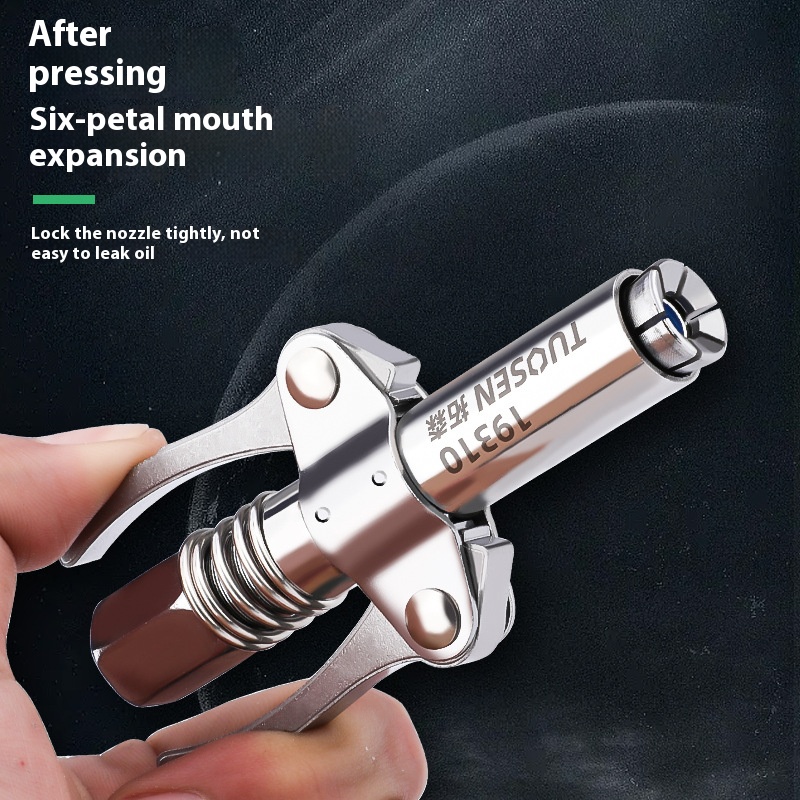 After
pressing
Six-petal mouth
expansion
Lock the nozzle tightly, not
easy to leak oil
TUOSEN 拓森
19310